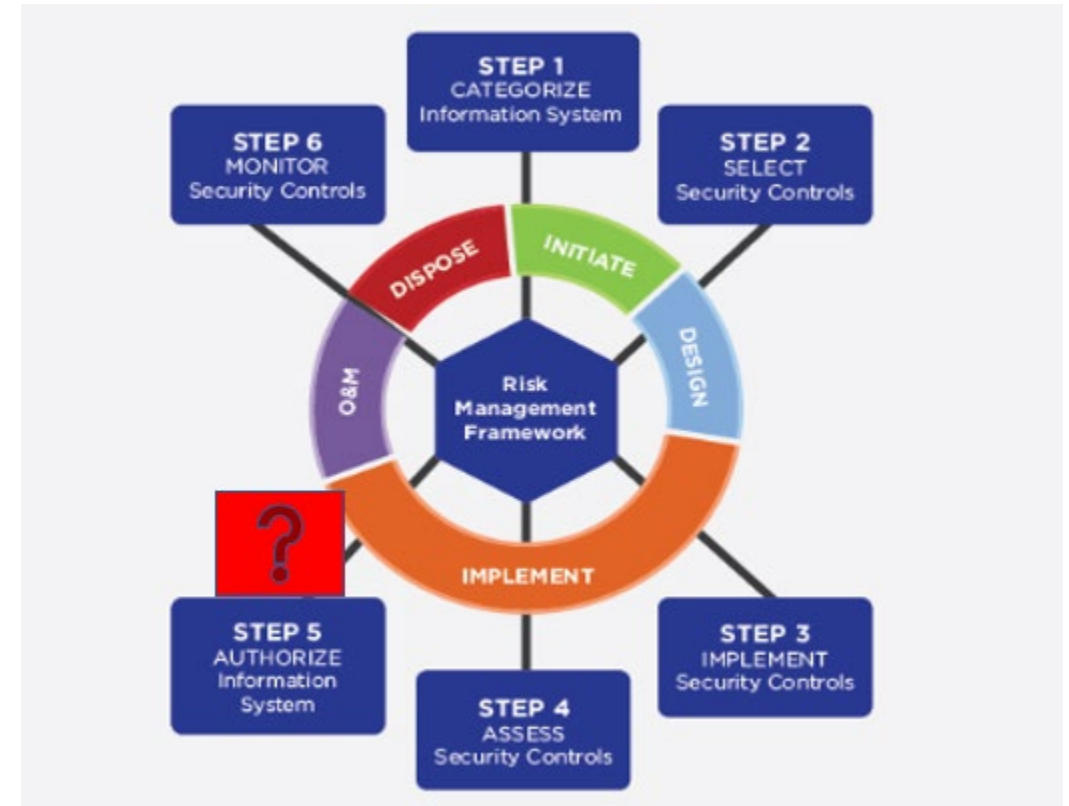 STEP 1
CATEGORIZE
Information System
STEP 6
MONITOR
Security Controls
STEP 2
SELECT
Security Controls
DISPOSE
INITIATE
DESIGN
O&M
Risk
Management
Framework
IMPLEMENT
?
STEP 5
AUTHORIZE
Information
System
STEP 3
IMPLEMENT
Security Controls
STEP 4
ASSESS
Security Controls